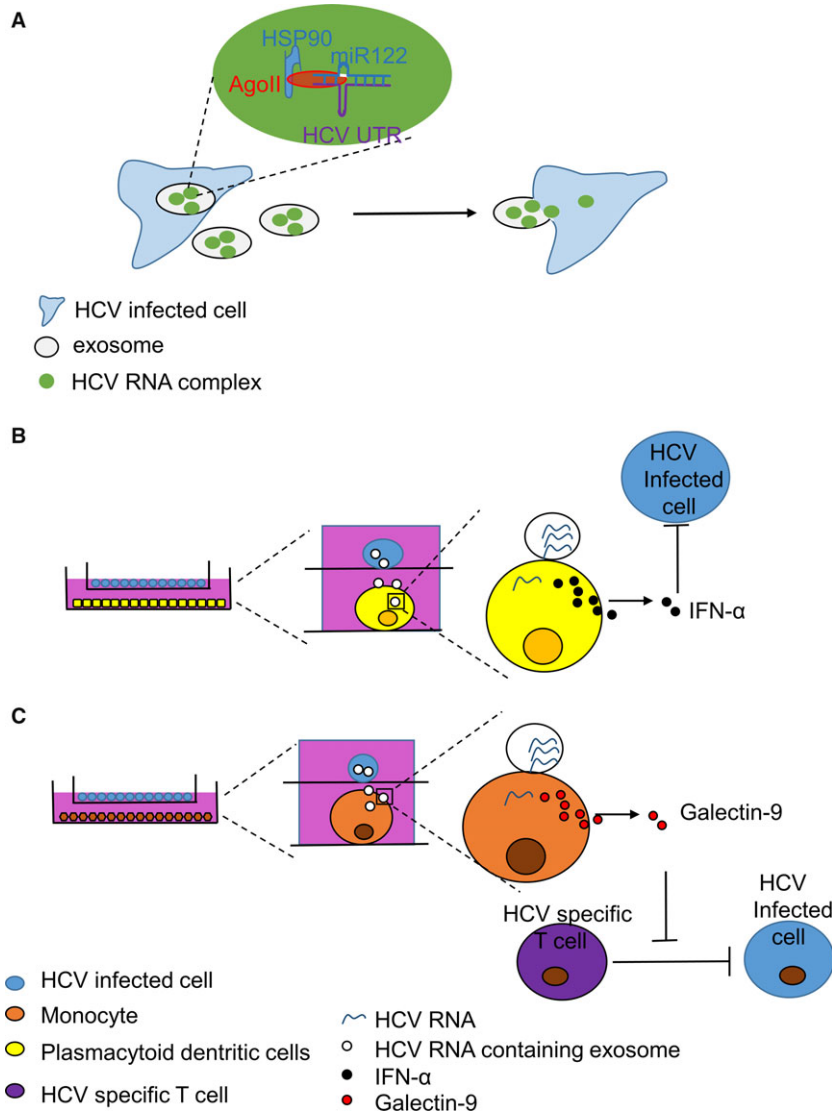 A
HSP90
miR122
AgoII
HCV UTR
HCV infected cell
exosome
HCV RNA complex
B
HCV
Infected
cell
IFN-α
C
Galectin-9
HCV specific
T cell
HCV
Infected
cell
HCV infected cell
Monocyte
Plasmacytoid dentritic cells
HCV specific T cell
HCV RNA
HCV RNA containing exosome
IFN-α
Galectin-9